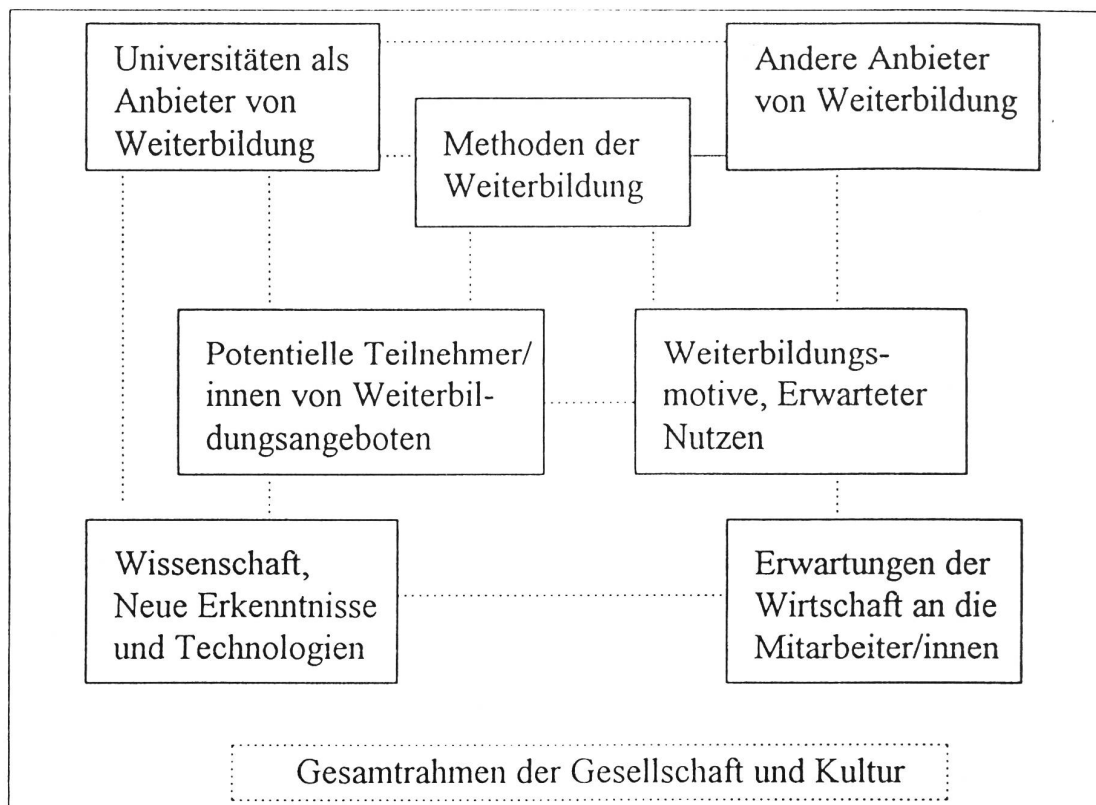 Universitäten als
Anbieter von
Weiterbildung
Andere Anbieter
von Weiterbildung
Methoden der
Weiterbildung
Potentielle Teilnehmer/
innen von Weiterbil-
dungsangeboten
Weiterbildungs-
motive, Erwarteter
Nutzen
Wissenschaft,
Neue Erkenntnisse
und Technologien
Erwartungen der
Wirtschaft an die
Mitarbeiter/innen
Gesamtrahmen der Gesellschaft und Kultur